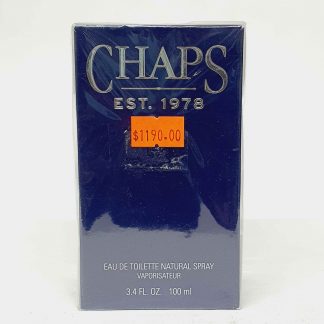 CHAPS
EST. 1978
$1190.00
EAU DE TOILETTE NATURAL SPRAY
VAPORISATEUR
3.4 FL. OZ. 100 ml